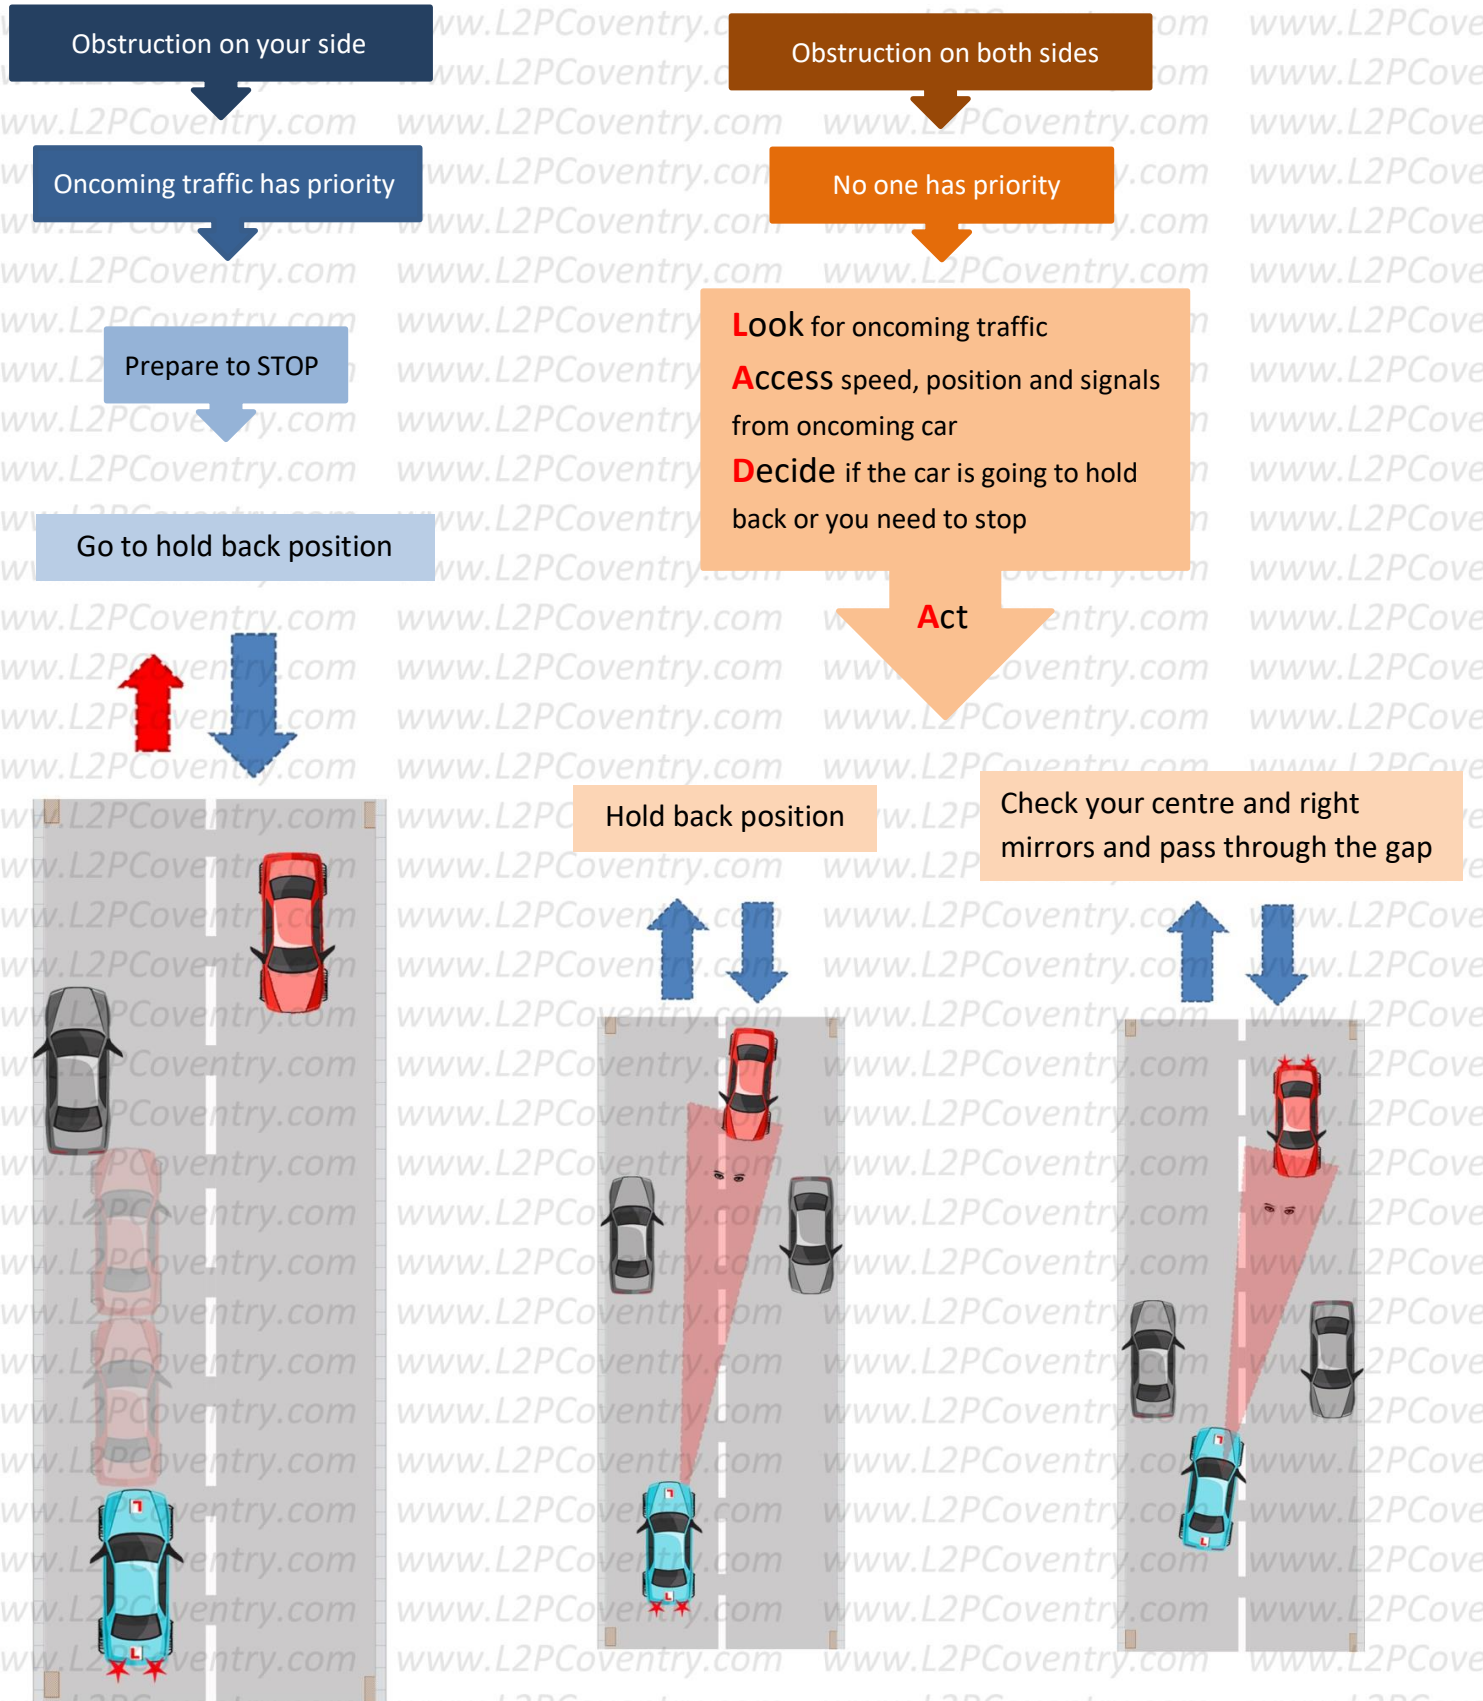 Obstruction on your side
Oncoming traffic has priority
Prepare to STOP
Go to hold back position
Obstruction on both sides
No one has priority
Look for oncoming traffic
Access speed, position and signals
from oncoming car
Decide if the car is going to hold
back or you need to stop
Act
Hold back position
Check your centre and right
mirrors and pass through the gap
L
L
L
L
L
L
www.L2PCoventry.com